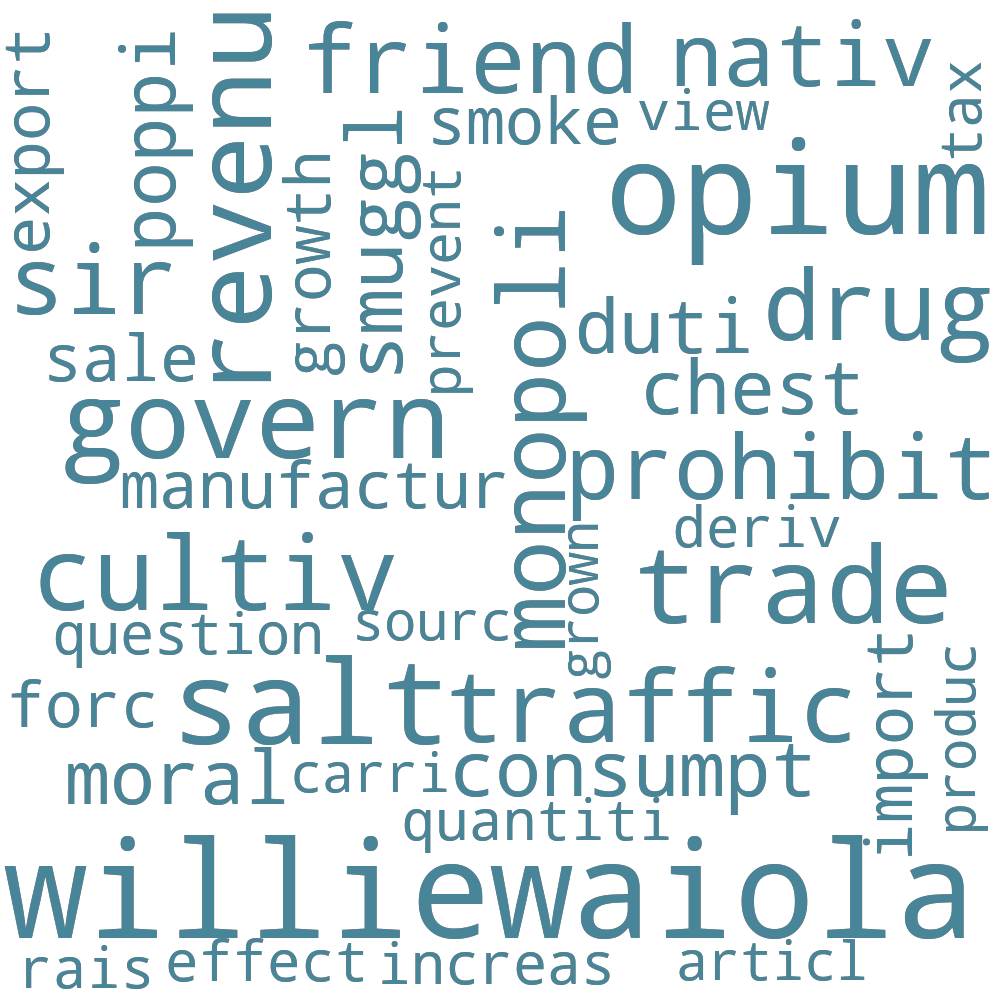 export
poppi
revenu
friend
nativ
smoke
view
tax
growth
smuggl
prevent
opium
sir
monopoli
duti
drug
sale
chest
govern
manufactur
prohibit
deriv
cultiv
grown
trade
question
sourc
forc
salt
traffic
import
produc
moral
carri
consumpt
quantiti
williewaiola
rais
effect
increas
articl